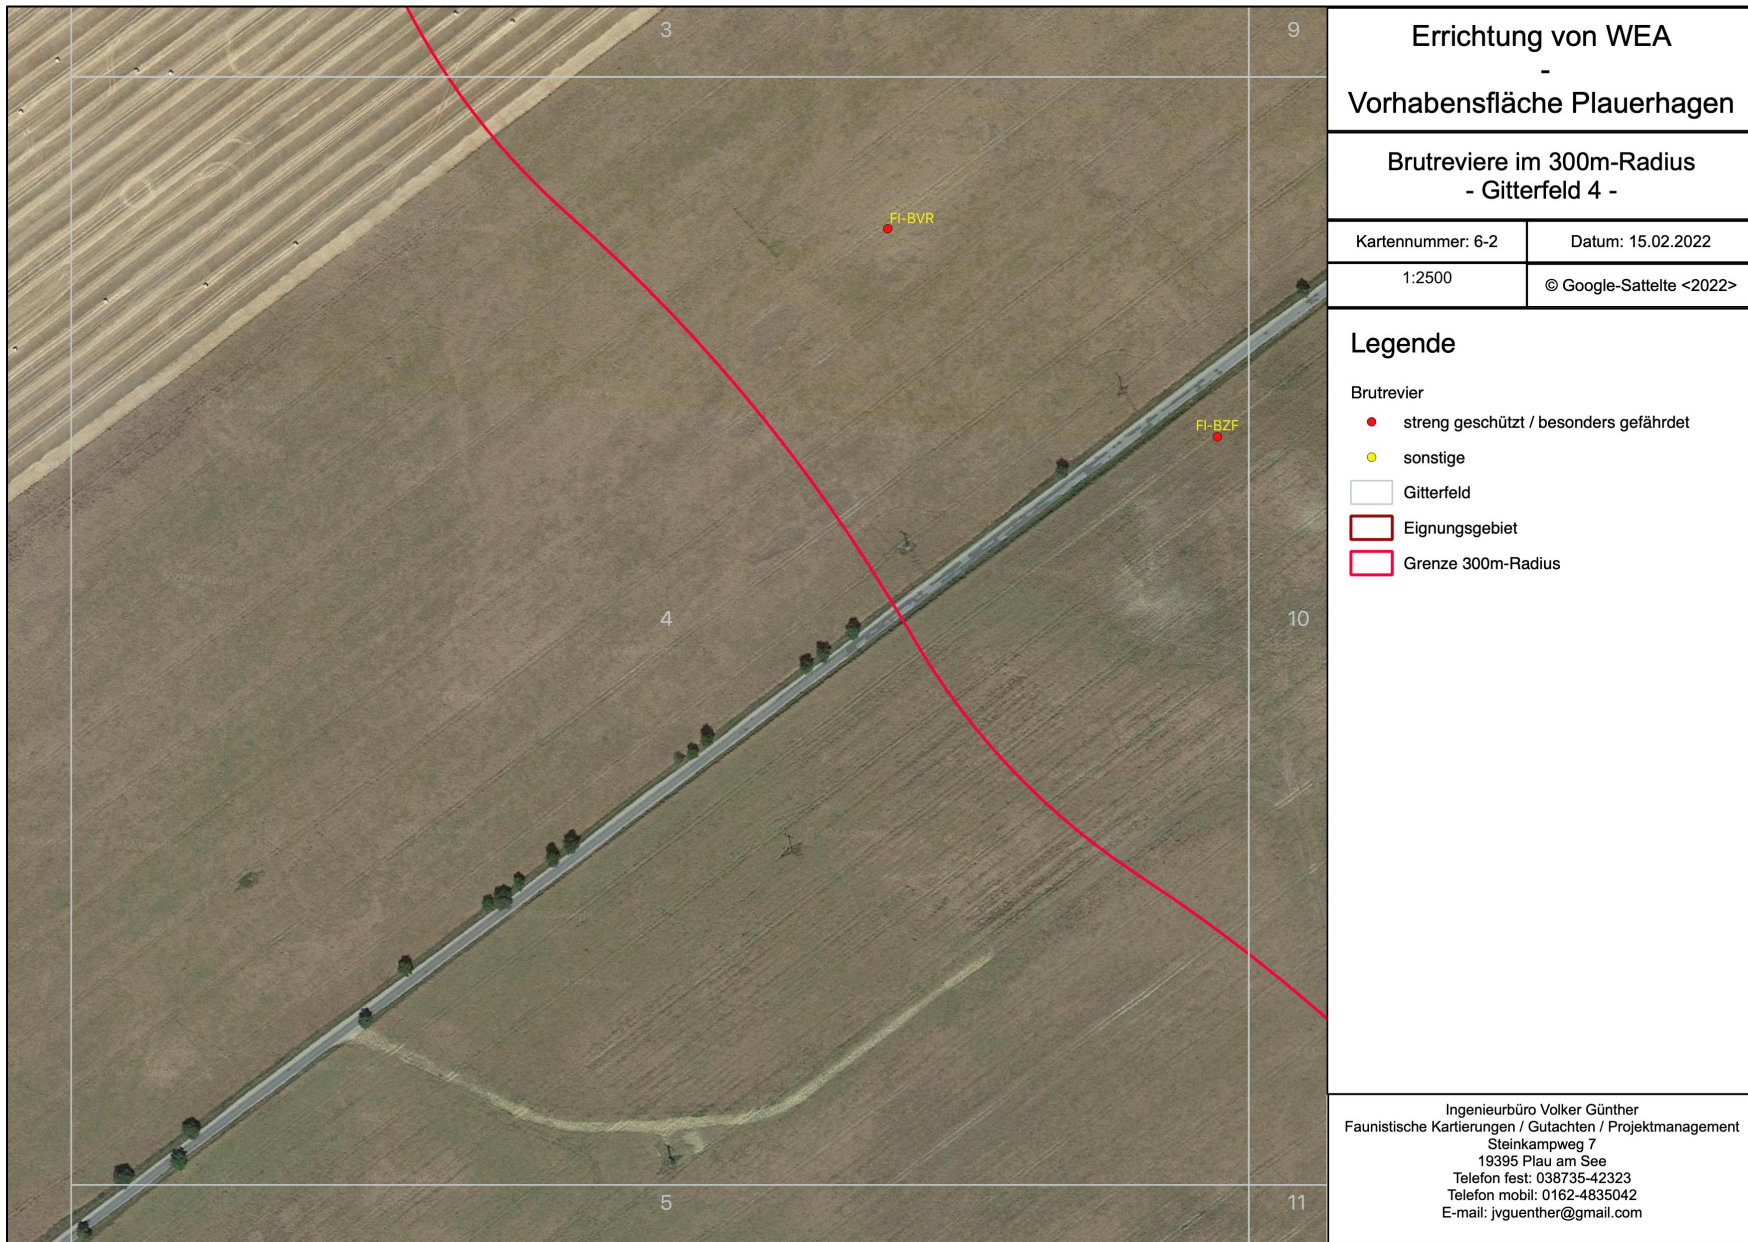 3
9
FI-BVR
FI-BZF
4
10
5
11
Errichtung von WEA
-
Vorhabensfläche Plauerhagen
Brutreviere im 300m-Radius
- Gitterfeld 4 -
Kartennummer: 6-2
Datum: 15.02.2022
1:2500
© Google-Sattelte <2022>
Legende
Brutrevier
streng geschützt / besonders gefährdet
sonstige
Gitterfeld
Eignungsgebiet
Grenze 300m-Radius
Ingenieurbüro Volker Günther
Faunistische Kartierungen / Gutachten / Projektmanagement
Steinkampweg 7
19395 Plau am See
Telefon fest: 038735-42323
Telefon mobil: 0162-4835042
E-mail: jvguenther@gmail.com